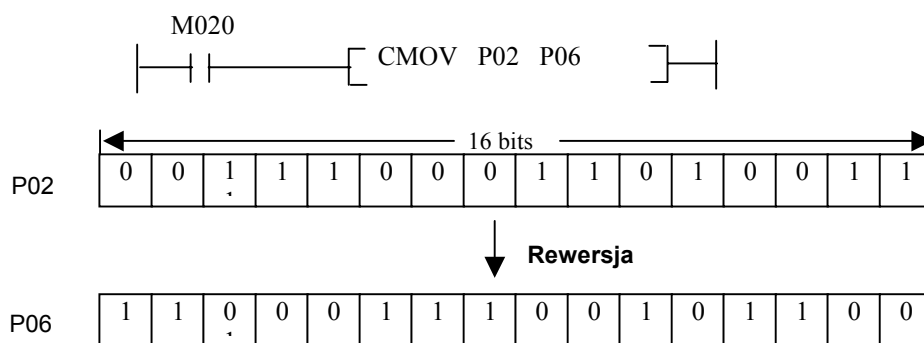 M020
CMOV P02 P06
16 bits
P02 0 0 1 1 1 0 0 0 1 1 0 1 0 0 1 1
Rewersja
P06 1 1 0 0 0 1 1 1 0 0 1 0 1 1 0 0